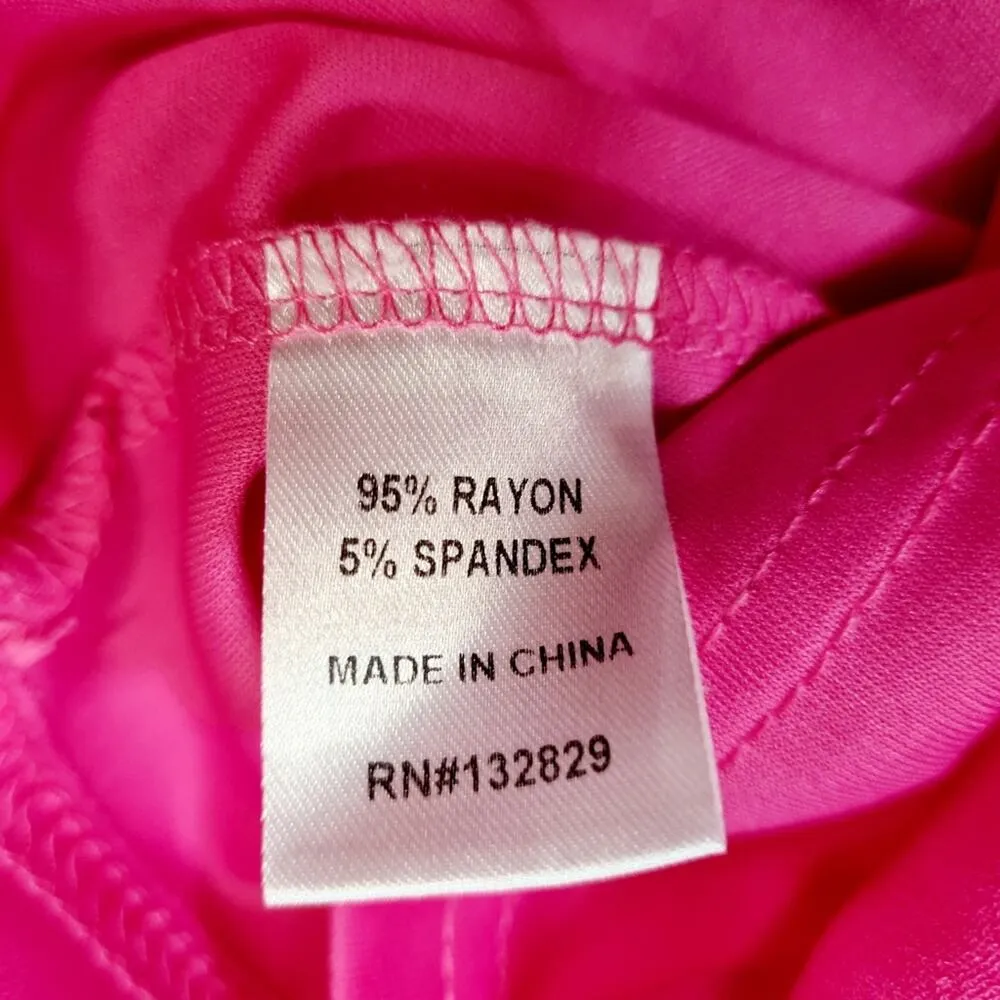 95% RAYON
5% SPANDEX
MADE IN CHINA
RN#132829